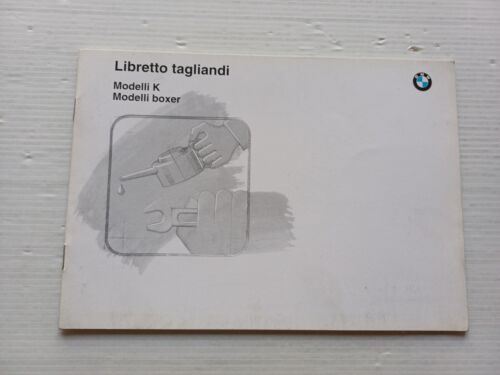 Libretto tagliandi
Modelli K
Modelli boxer